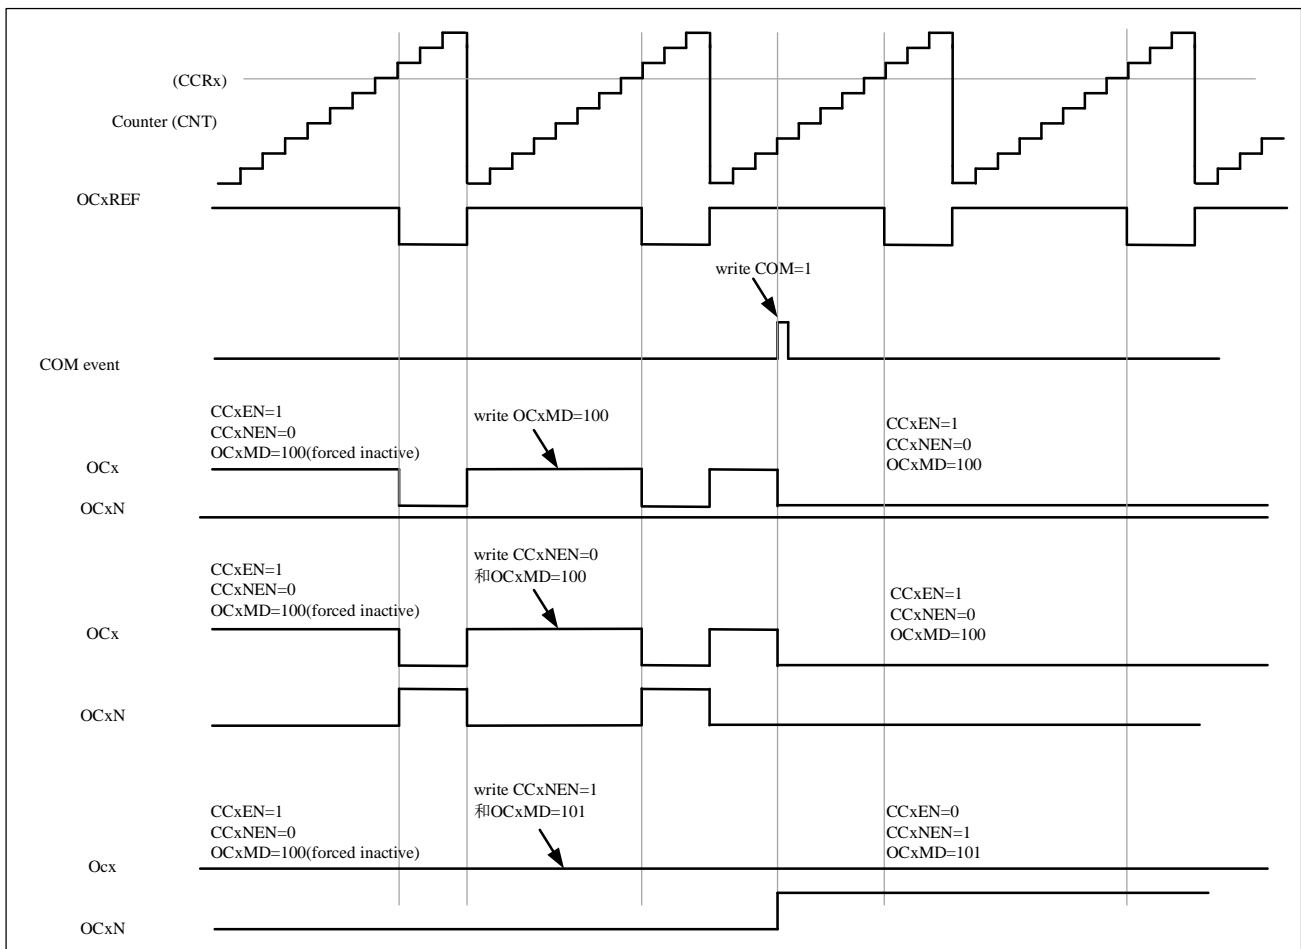 (CCRx)
Counter (CNT)
OCxREF
write COM=1
COM event
CCxEN=1
CCxNEN=0
OCxMD=100(forced inactive)
write OCxMD=100
CCxEN=1
CCxNEN=0
OCxMD=100
OCx
OCxN
CCxEN=1
CCxNEN=0
OCxMD=100(forced inactive)
write CCxNEN=0
和OCxMD=100
CCxEN=1
CCxNEN=0
OCxMD=100
OCx
OCxN
CCxEN=1
CCxNEN=0
OCxMD=100(forced inactive)
write CCxNEN=1
和OCxMD=101
CCxEN=0
CCxNEN=1
OCxMD=101
Ocx
OCxN